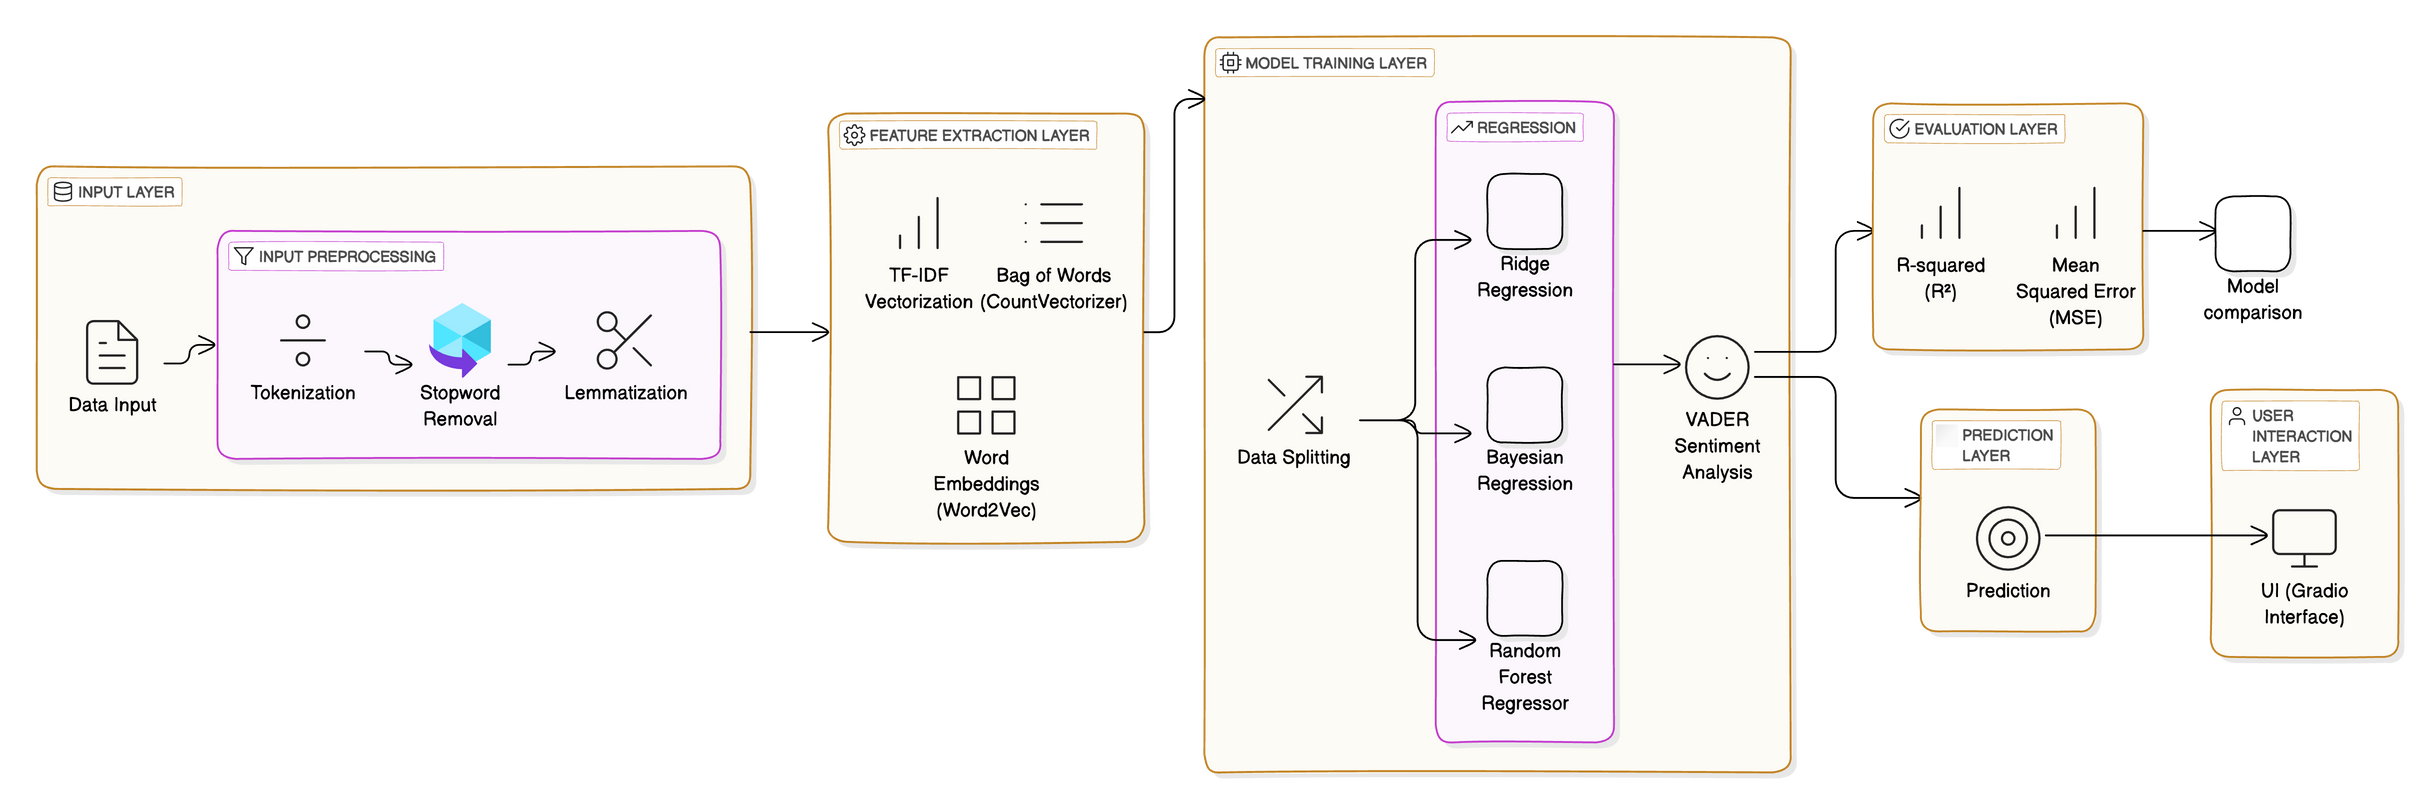 INPUT LAYER
INPUT PREPROCESSING
Data Input
Tokenization
Stopword
Removal
Lemmatization
FEATURE EXTRACTION LAYER
TF-IDF
Vectorization
Bag of Words
(CountVectorizer)
Word
Embeddings
(Word2Vec)
MODEL TRAINING LAYER
Data Splitting
REGRESSION
Ridge
Regression
Bayesian
Regression
Random
Forest
Regressor
VADER
Sentiment
Analysis
EVALUATION LAYER
R-squared
(R²)
Mean
Squared Error
(MSE)
Model
comparison
PREDICTION
LAYER
Prediction
USER
INTERACTION
LAYER
UI (Gradio
Interface)